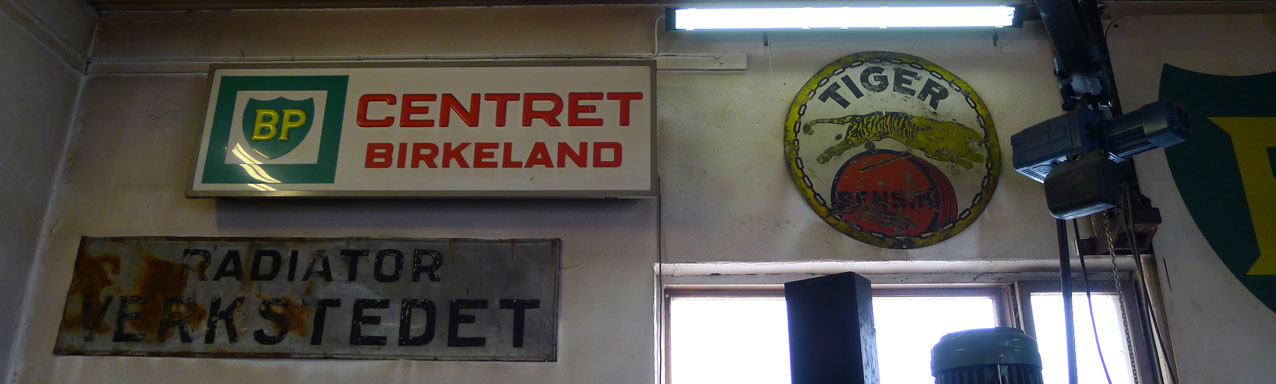 BP
CENTRET
BIRKELAND
TIGER
BENSIN
RADIATOR
VERKSTEDET